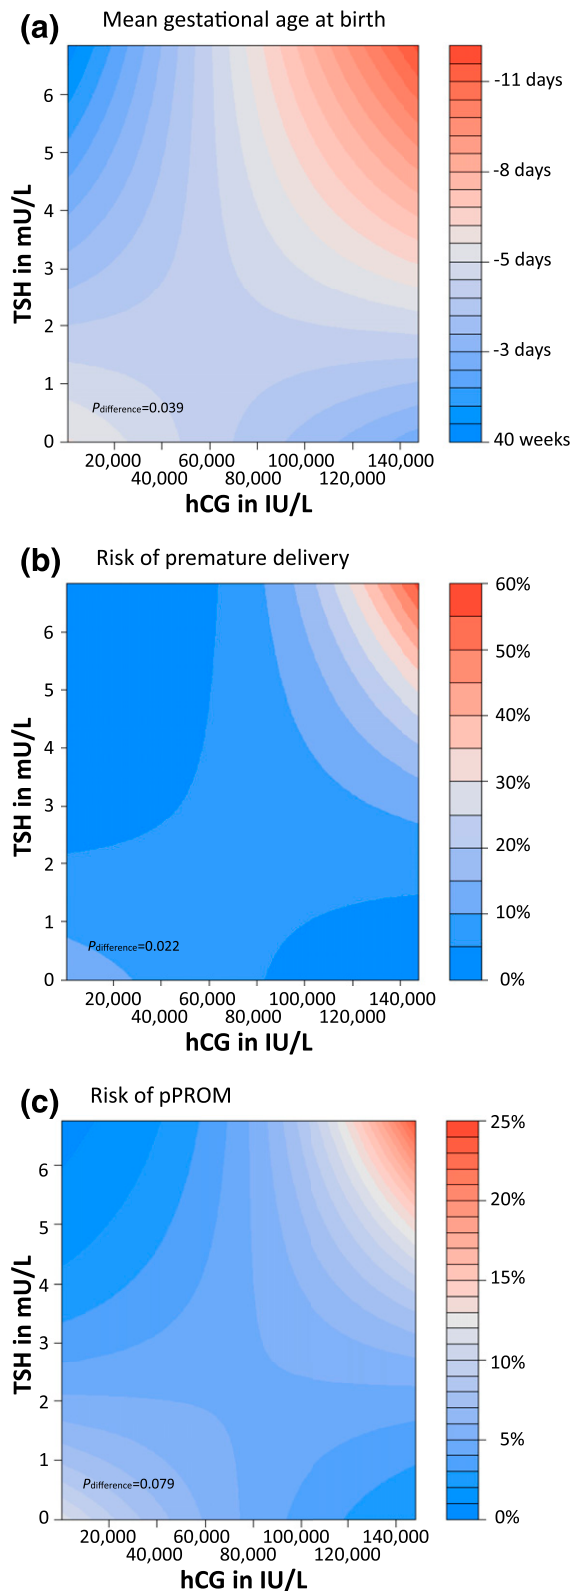 (a) Mean gestational age at birth
TSH in mU/L
6
5
4
3
2
1
0
Pdifference=0.039
20,000 60,000 100,000 140,000
40,000 80,000 120,000
hCG in IU/L
-11 days
-8 days
-5 days
-3 days
40 weeks
(b) Risk of premature delivery
TSH in mU/L
6
5
4
3
2
1
0
Pdifference=0.022
20,000 60,000 100,000 140,000
40,000 80,000 120,000
hCG in IU/L
60%
50%
40%
30%
20%
10%
0%
(c) Risk of pPROM
TSH in mU/L
6
5
4
3
2
1
0
Pdifference=0.079
20,000 60,000 100,000 140,000
40,000 80,000 120,000
hCG in IU/L
25%
20%
15%
10%
5%
0%